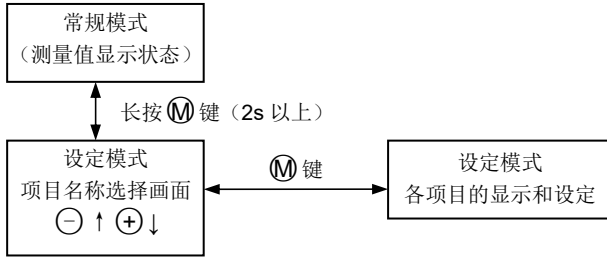 常规模式
（测量值显示状态）
长按Ⓜ键（2s 以上）
设定模式
项目名称选择画面
⊖ ↑ ⊕ ↓
Ⓜ 键
设定模式
各项目的显示和设定